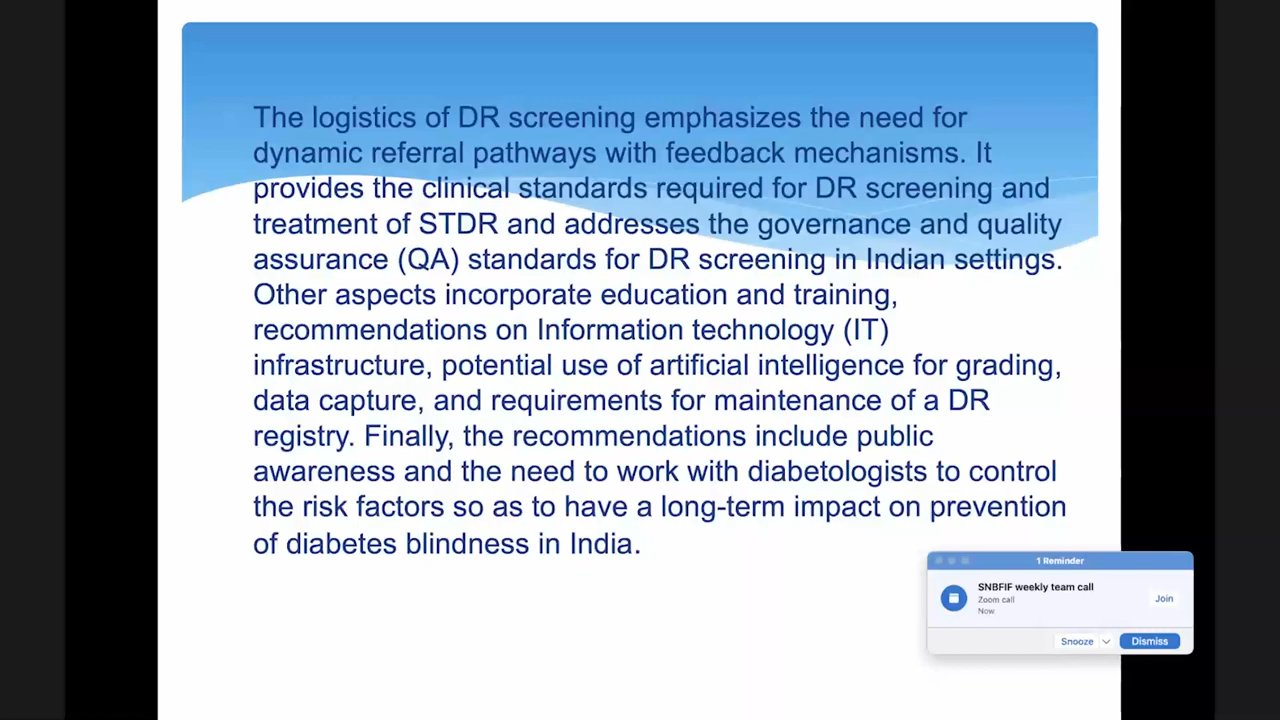 The logistics of DR screening emphasizes the need for
dynamic referral pathways with feedback mechanisms. It
provides the clinical standards required for DR screening and
treatment of STDR and addresses the governance and quality
assurance (QA) standards for DR screening in Indian settings.
Other aspects incorporate education and training,
recommendations on Information technology (IT)
infrastructure, potential use of artificial intelligence for grading,
data capture, and requirements for maintenance of a DR
registry. Finally, the recommendations include public
awareness and the need to work with diabetologists to control
the risk factors so as to have a long-term impact on prevention
of diabetes blindness in India.
1 Reminder
SNBFIF weekly team call
Zoom call
Now
Join
Snooze
Dismiss